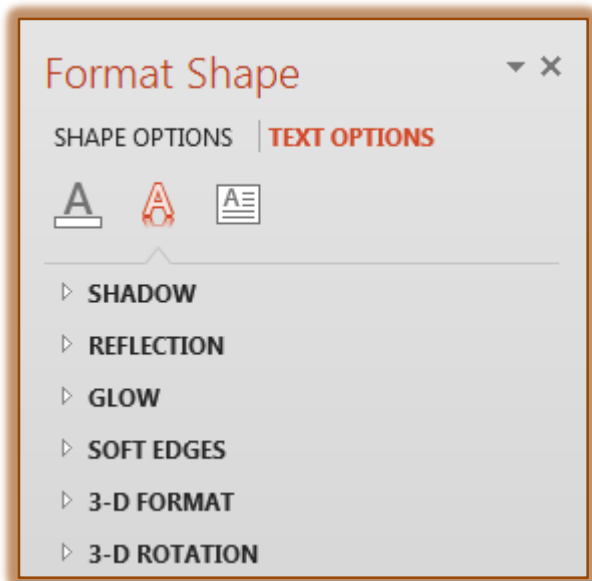 Format Shape
SHAPE OPTIONS TEXT OPTIONS
SHADOW
REFLECTION
GLOW
SOFT EDGES
3-D FORMAT
3-D ROTATION